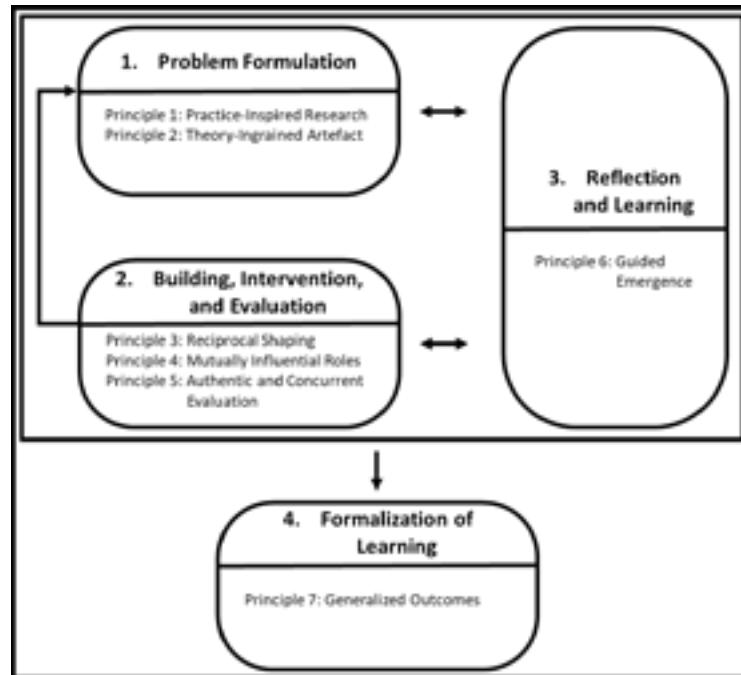 1. Problem Formulation
Principle 1: Practice-Inspired Research
Principle 2: Theory-Ingrained Artefact
2. Building, Intervention,
and Evaluation
Principle 3: Reciprocal Shaping
Principle 4: Mutually Influential Roles
Principle 5: Authentic and Concurrent
Evaluation
3. Reflection
and Learning
Principle 6: Guided
Emergence
4. Formalization of
Learning
Principle 7: Generalized Outcomes